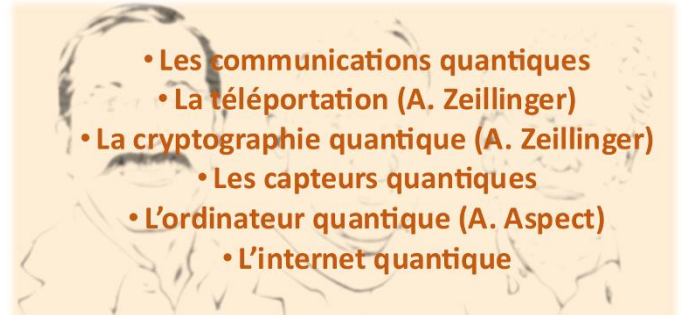 • Les communications quantiques
• La téléportation (A. Zeillinger)
• La cryptographie quantique (A. Zeillinger)
• Les capteurs quantiques
• L’ordinateur quantique (A. Aspect)
• L’internet quantique